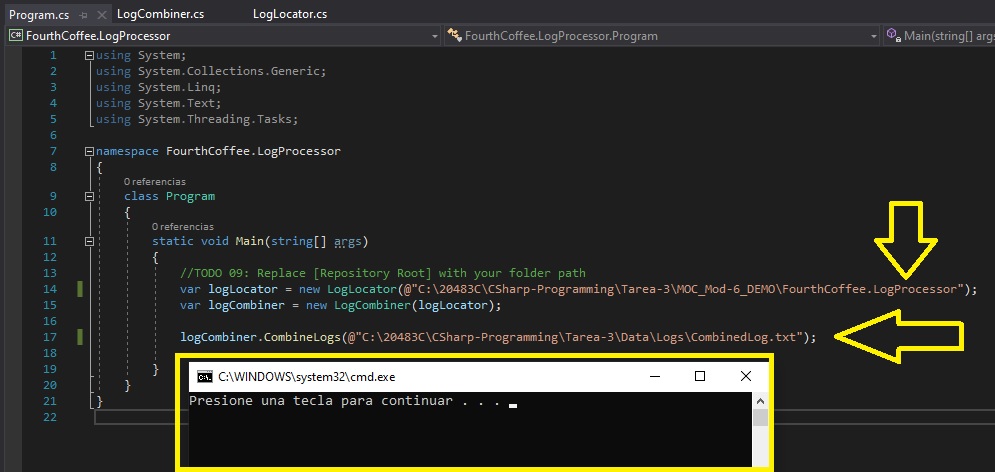 Program.cs
LogCombiner.cs
LogLocator.cs
C# FourthCoffee.LogProcessor
FourthCoffee.LogProcessor.Program
Main(string[] args)
1 using System;
2 using System.Collections.Generic;
3 using System.Linq;
4 using System.Text;
5 using System.Threading.Tasks;
6
7 namespace FourthCoffee.LogProcessor
8 {
0 referencias
9 class Program
10 {
0 referencias
11 static void Main(string[] args)
12 {
13 //TODO 09: Replace [Repository Root] with your folder path
14 var logLocator = new LogLocator(@"C:\20483C\CSharp-Programming\Tarea-3\MOC_Mod-6_DEMO\FourthCoffee.LogProcessor");
15 var logCombiner = new LogCombiner(logLocator);
16
17 logCombiner.CombineLogs(@"C:\20483C\CSharp-Programming\Tarea-3\Data\Logs\CombinedLog.txt");
18
19 }
20 }
21 }
22
C:\WINDOWS\system32\cmd.exe
Presione una tecla para continuar . . .